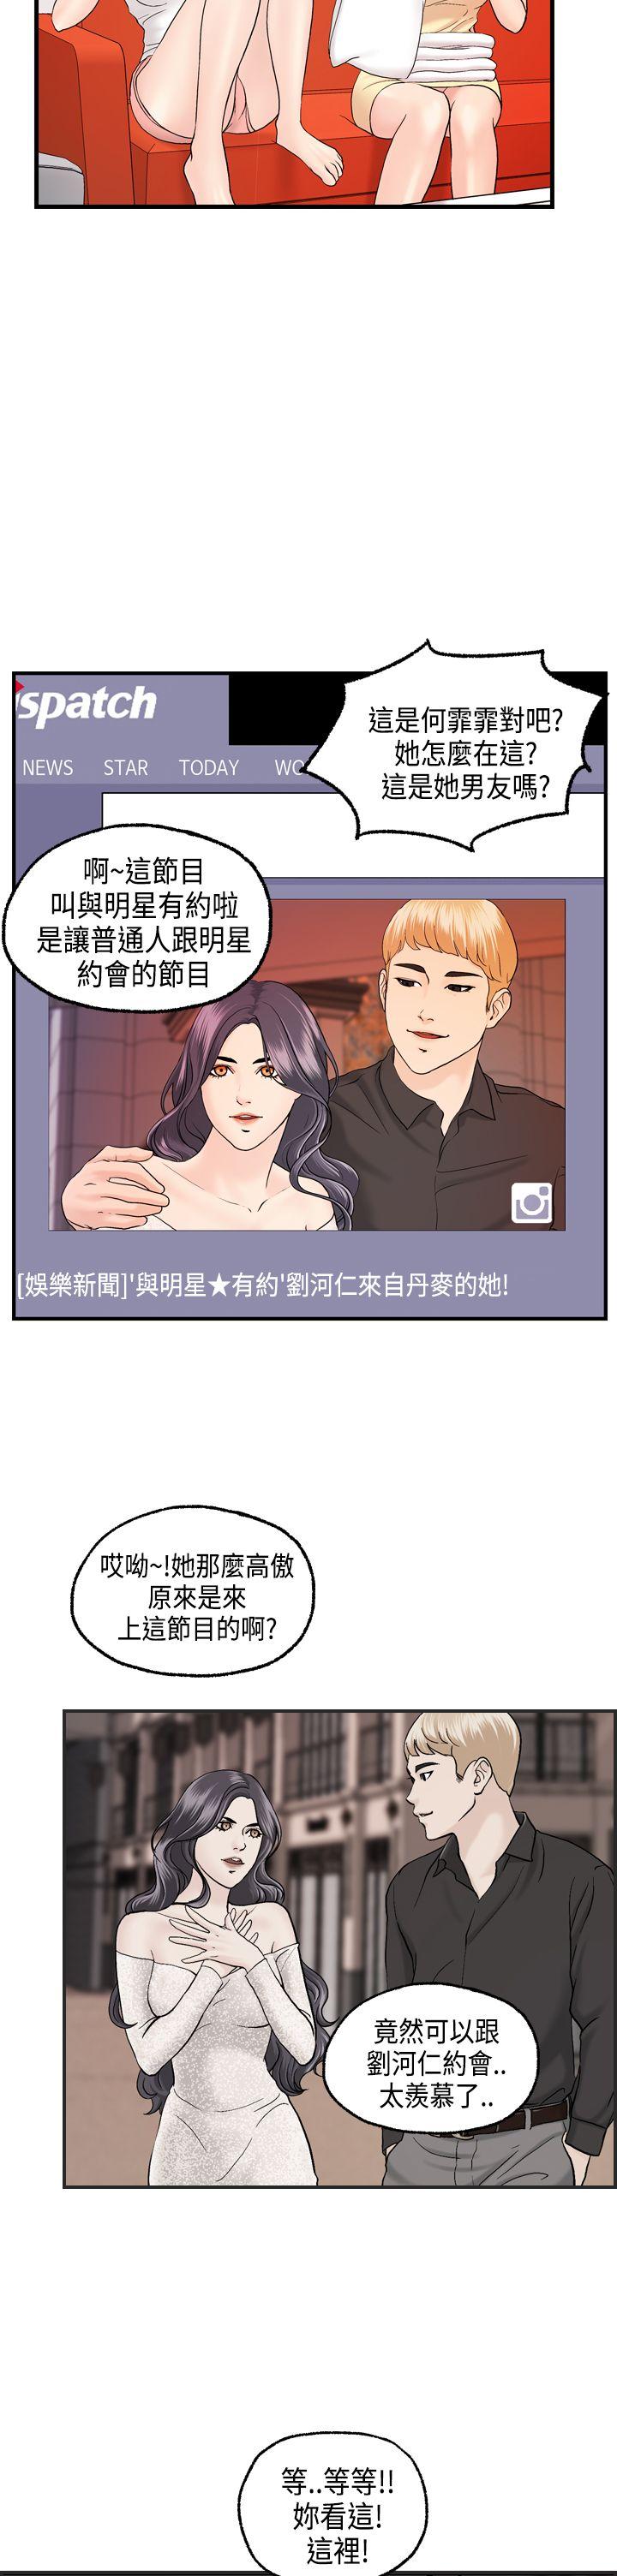 spatch
NEWS STAR TODAY WO
這是何霏霏對吧?
她怎麼在這?
這是她男友嗎?
啊~這節目
叫與明星有約啦
是讓普通人跟明星
約會的節目
[娛樂新聞]'與明星★有約'劉河仁來自丹麥的她!
哎呦~!她那麼高傲
原來是來
上這節目的啊?
竟然可以跟
劉河仁約會..
太羨慕了..
等..等等!!
妳看這!
這裡!